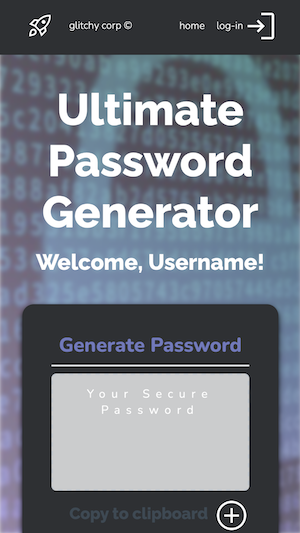 glitchy corp © home log-in
Ultimate
Password
Generator
Welcome, Username!
Generate Password
Your Secure
Password
Copy to clipboard